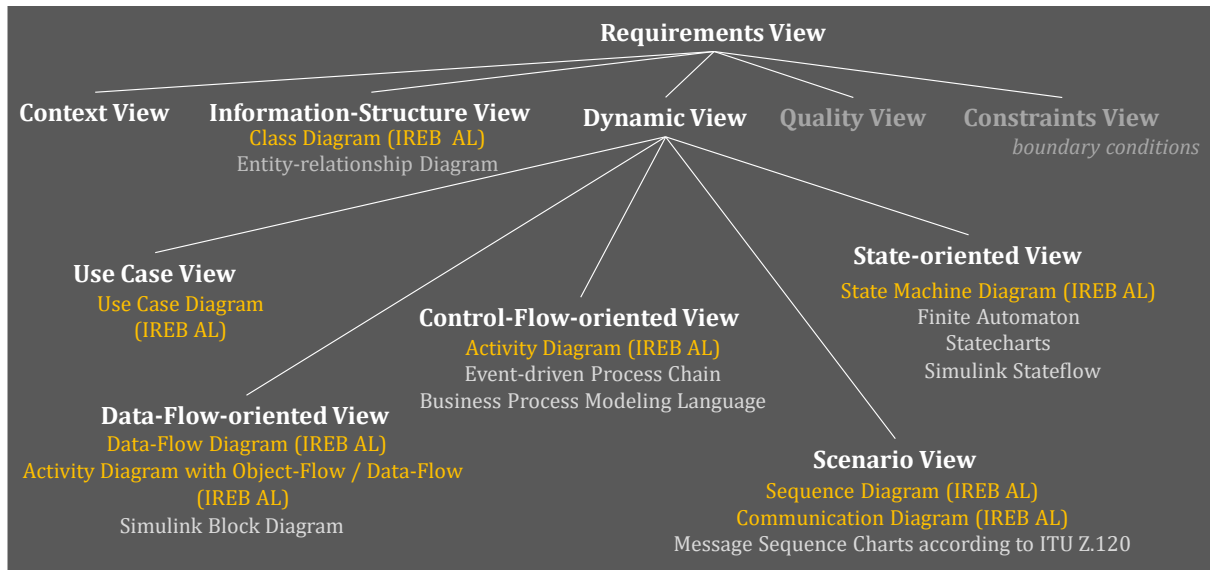 Requirements View
Context View
Information-Structure View
Class Diagram (IREB AL)
Entity-relationship Diagram
Dynamic View
Quality View
Constraints View
boundary conditions
Use Case View
Use Case Diagram
(IREB AL)
State-oriented View
State Machine Diagram (IREB AL)
Finite Automaton
Statecharts
Simulink Stateflow
Control-Flow-oriented View
Activity Diagram (IREB AL)
Event-driven Process Chain
Business Process Modeling Language
Data-Flow-oriented View
Data-Flow Diagram (IREB AL)
Activity Diagram with Object-Flow / Data-Flow
(IREB AL)
Simulink Block Diagram
Scenario View
Sequence Diagram (IREB AL)
Communication Diagram (IREB AL)
Message Sequence Charts according to ITU Z.120